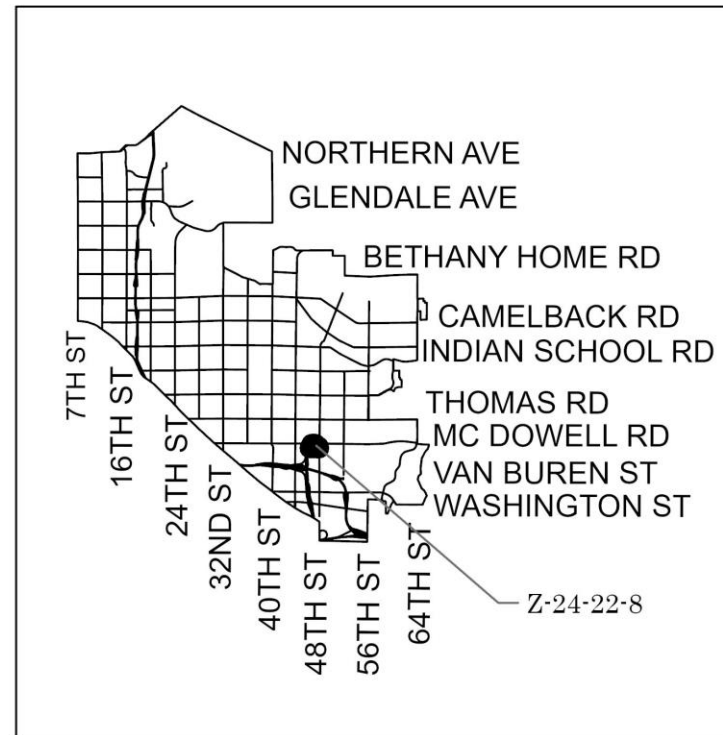 NORTHERN AVE
GLENDALE AVE
BETHANY HOME RD
CAMELBACK RD
INDIAN SCHOOL RD
THOMAS RD
MC DOWELL RD
VAN BUREN ST
WASHINGTON ST
7TH ST
16TH ST
24TH ST
32ND ST
40TH ST
48TH ST
56TH ST
64TH ST
Z-24-22-8